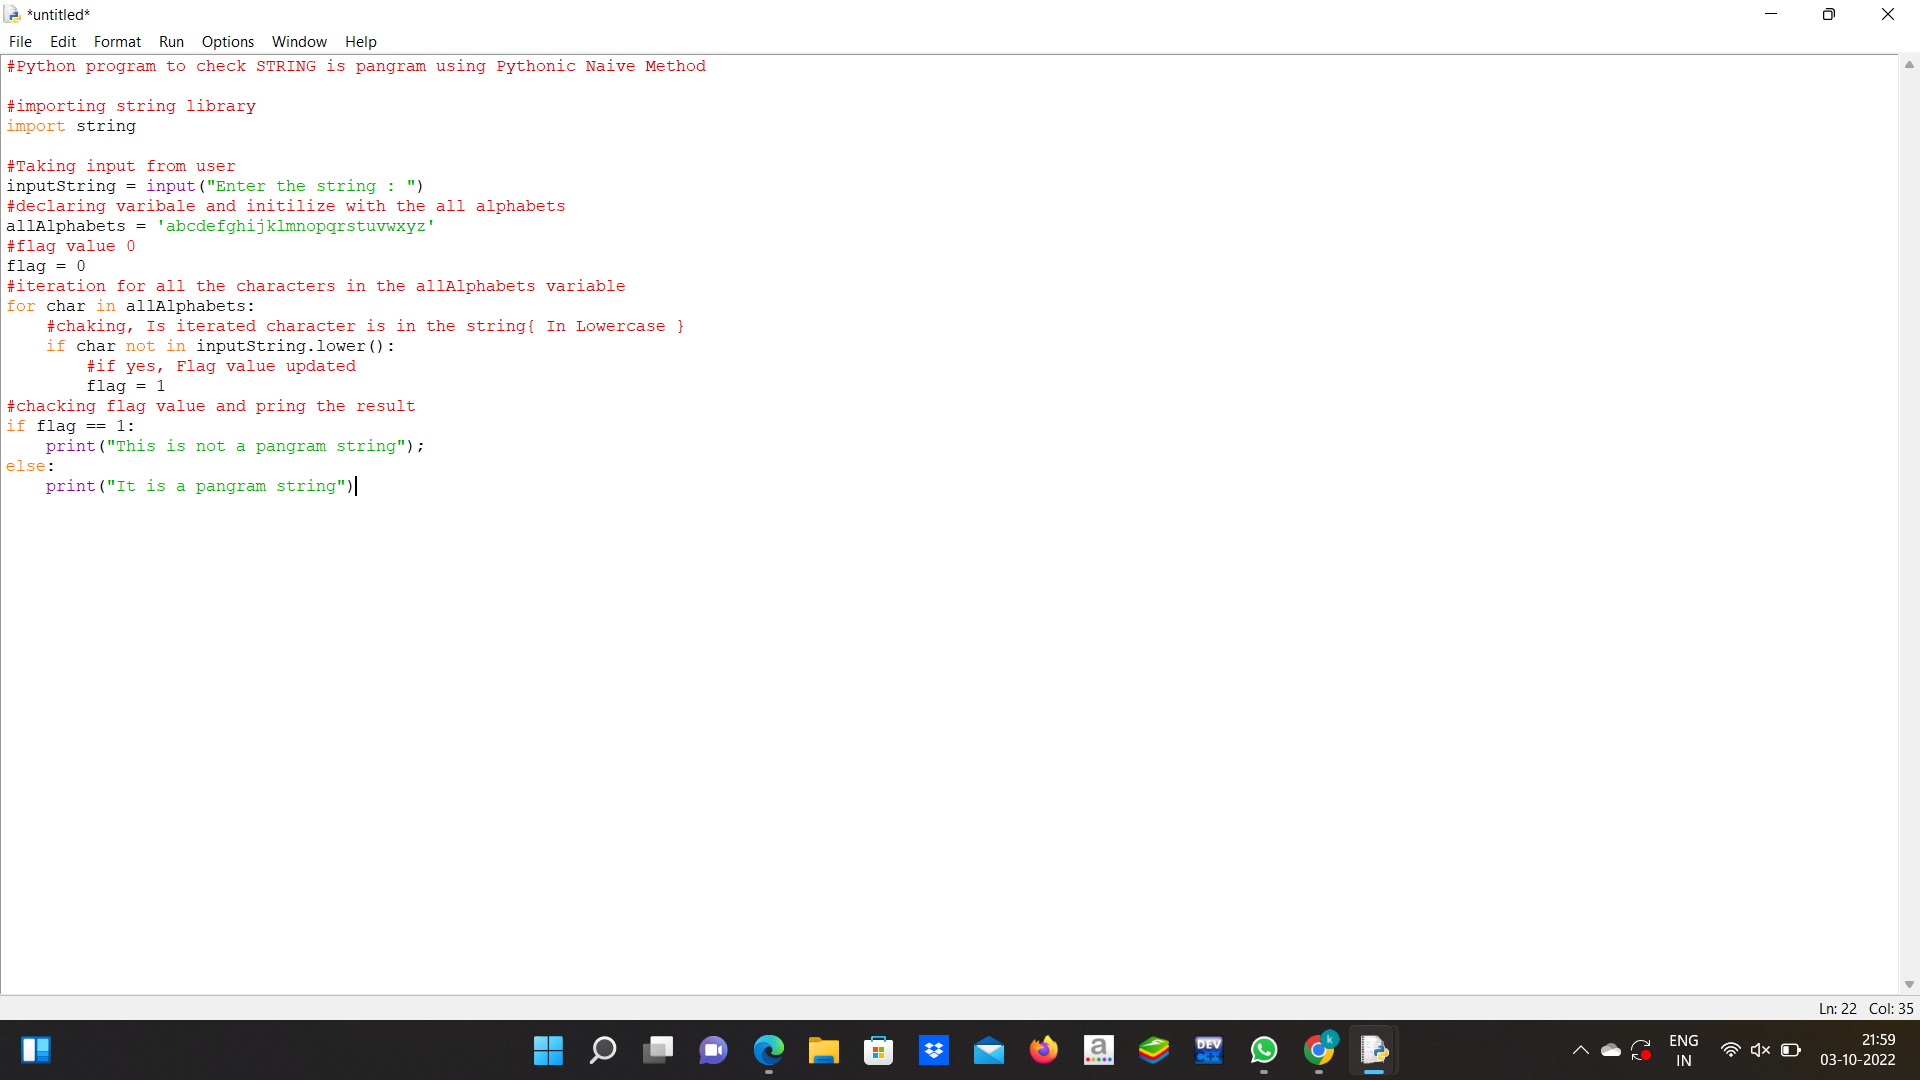 *untitled*
File Edit Format Run Options Window Help
#Python program to check STRING is pangram using Pythonic Naive Method
#importing string library
import string
#Taking input from user
inputString = input("Enter the string : ")
#declaring varibale and initilize with the all alphabets
allAlphabets = 'abcdefghijklmnopqrstuvwxyz'
#flag value 0
flag = 0
#iteration for all the characters in the allAlphabets variable
for char in allAlphabets:
    #chaking, Is iterated character is in the string{ In Lowercase }
    if char not in inputString.lower():
        #if yes, Flag value updated
        flag = 1
#chacking flag value and pring the result
if flag == 1:
    print("This is not a pangram string");
else:
    print("It is a pangram string")
Ln: 22 Col: 35
a
DEV
C++
k
ENG
IN
21:59
03-10-2022